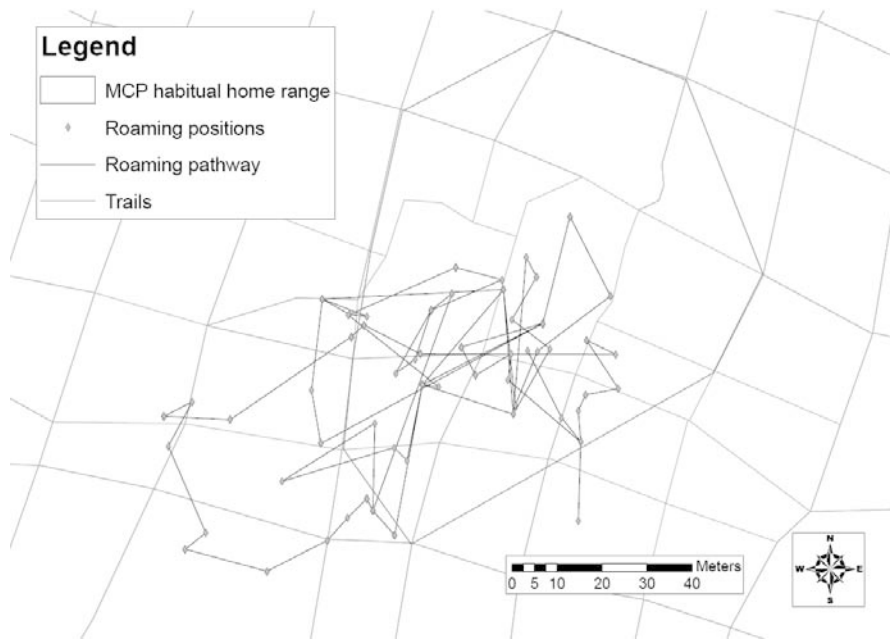 Legend
MCP habitual home range
Roaming positions
Roaming pathway
Trails
Meters
0 5 10 20 30 40
N
W E
S